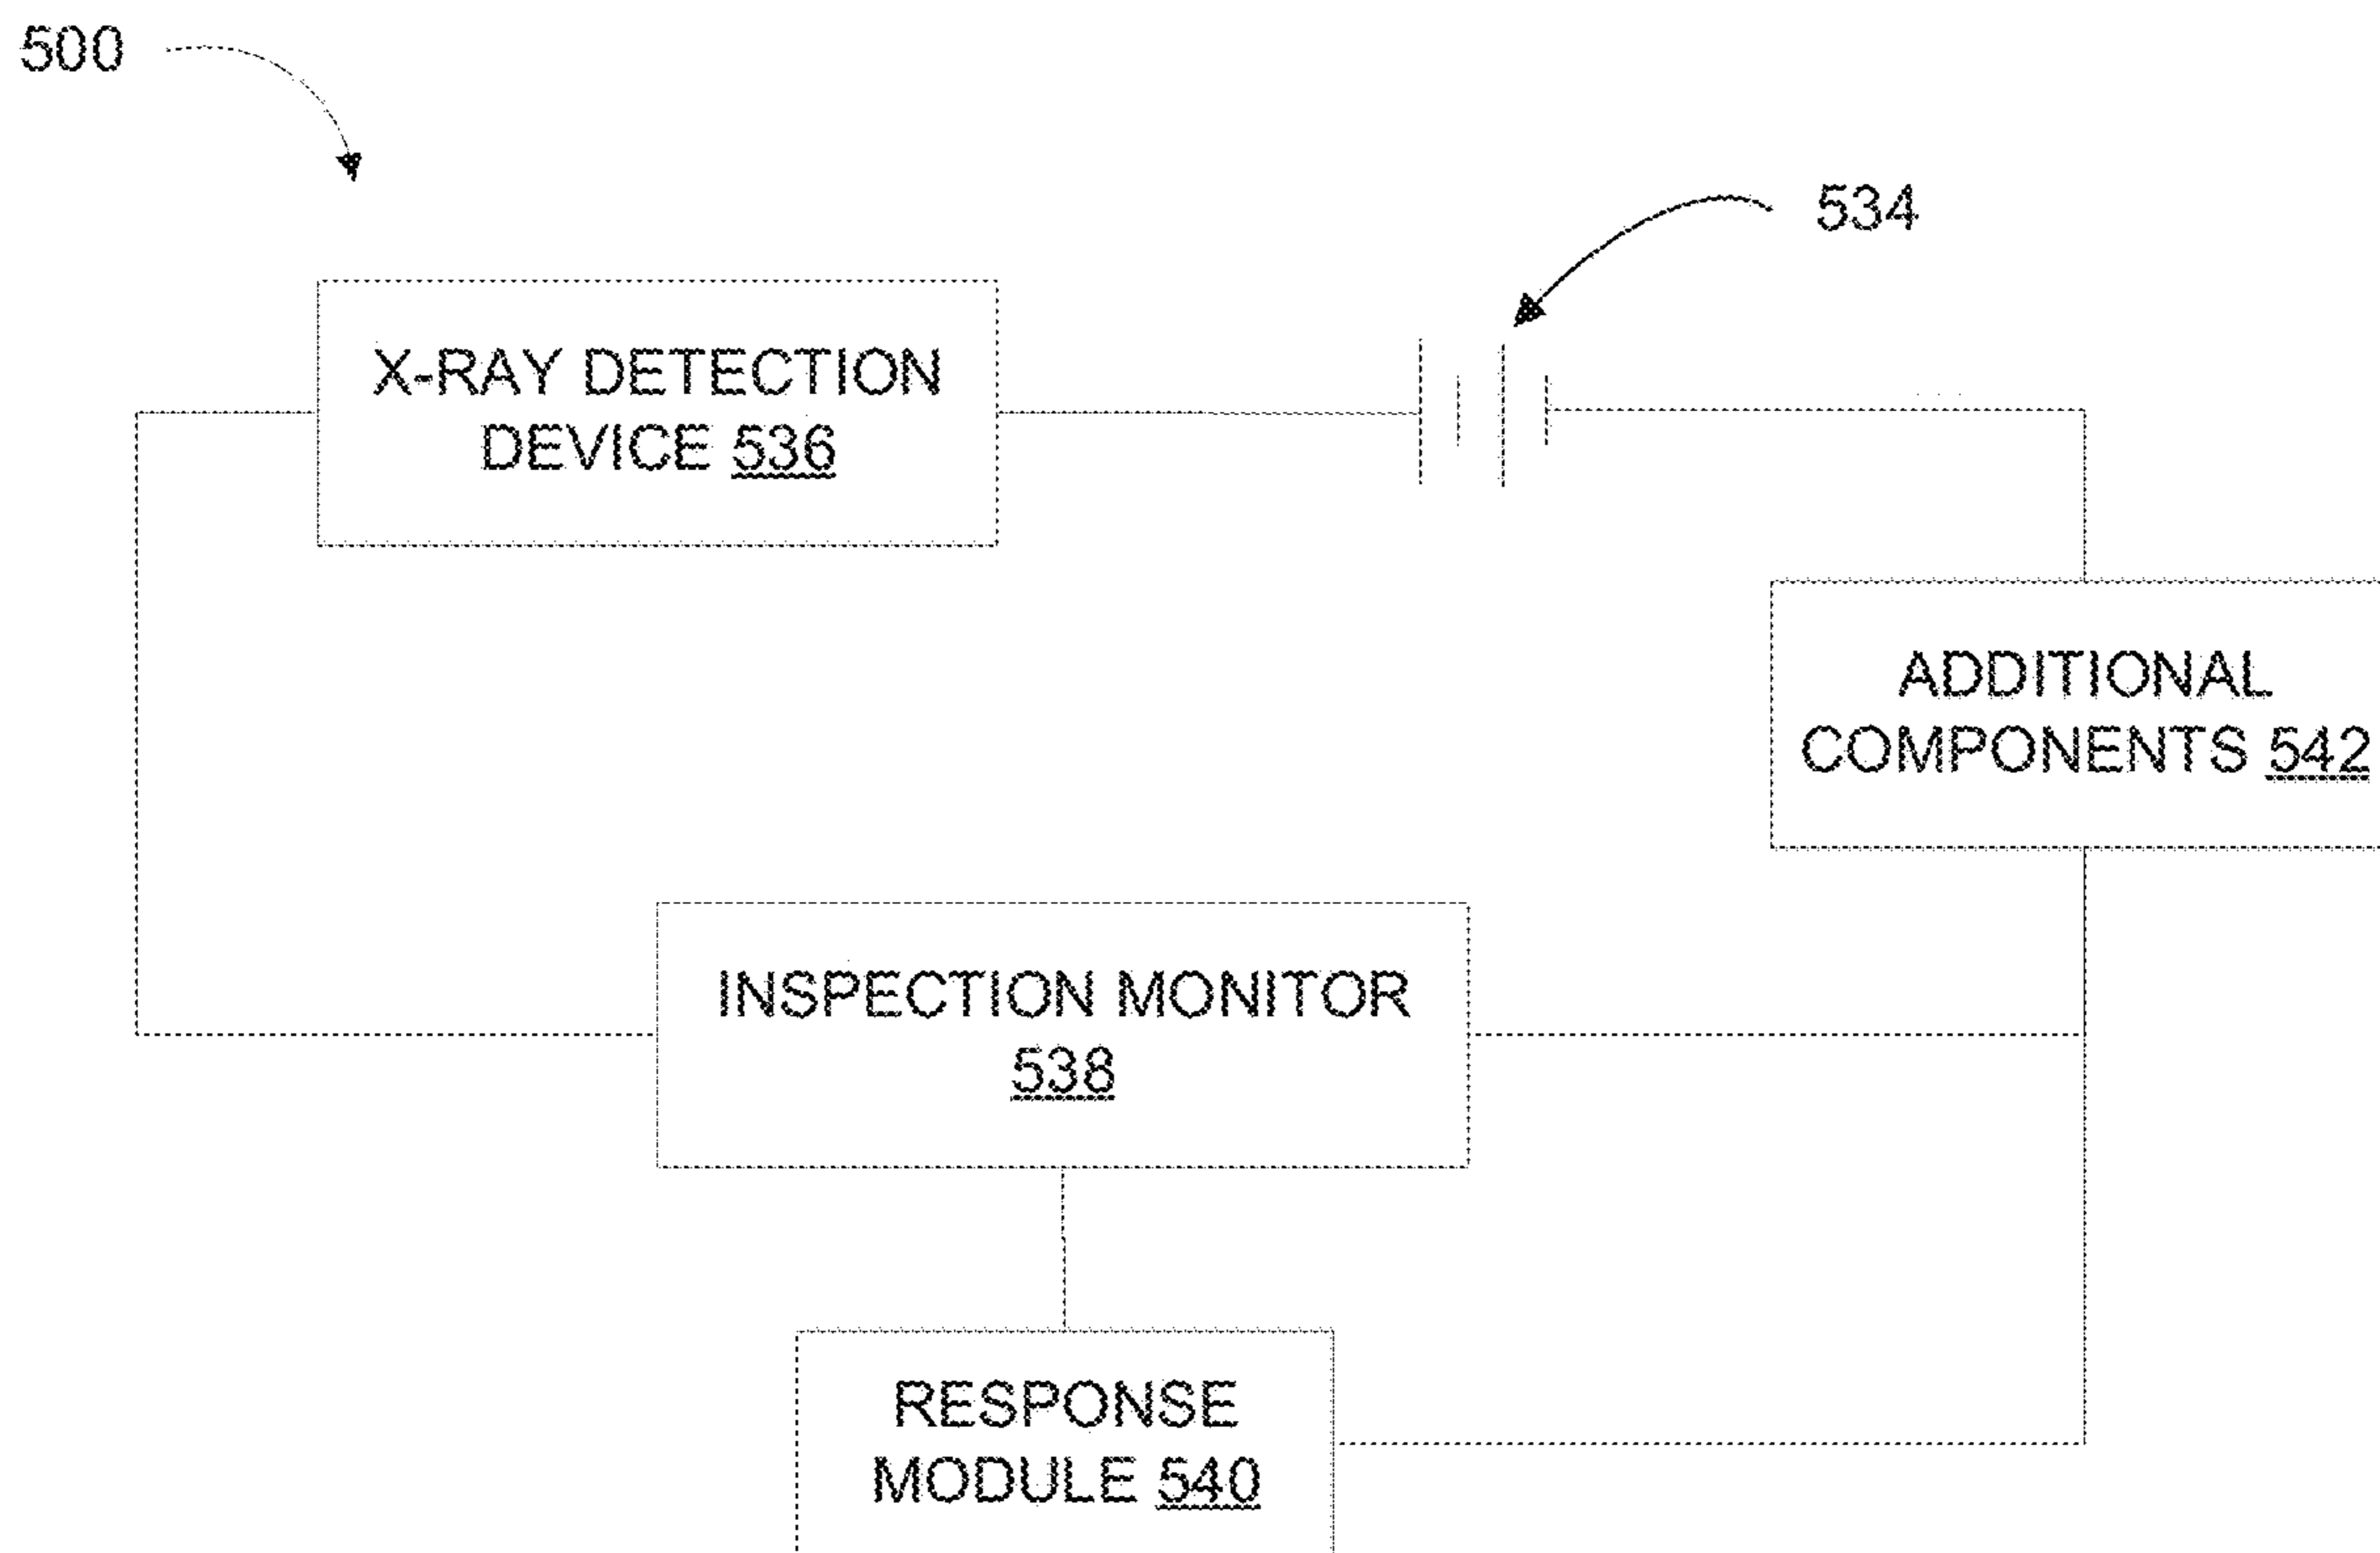 500
534
X-RAY DETECTION
DEVICE 536
ADDITIONAL
COMPONENTS 542
INSPECTION MONITOR
538
RESPONSE
MODULE 540